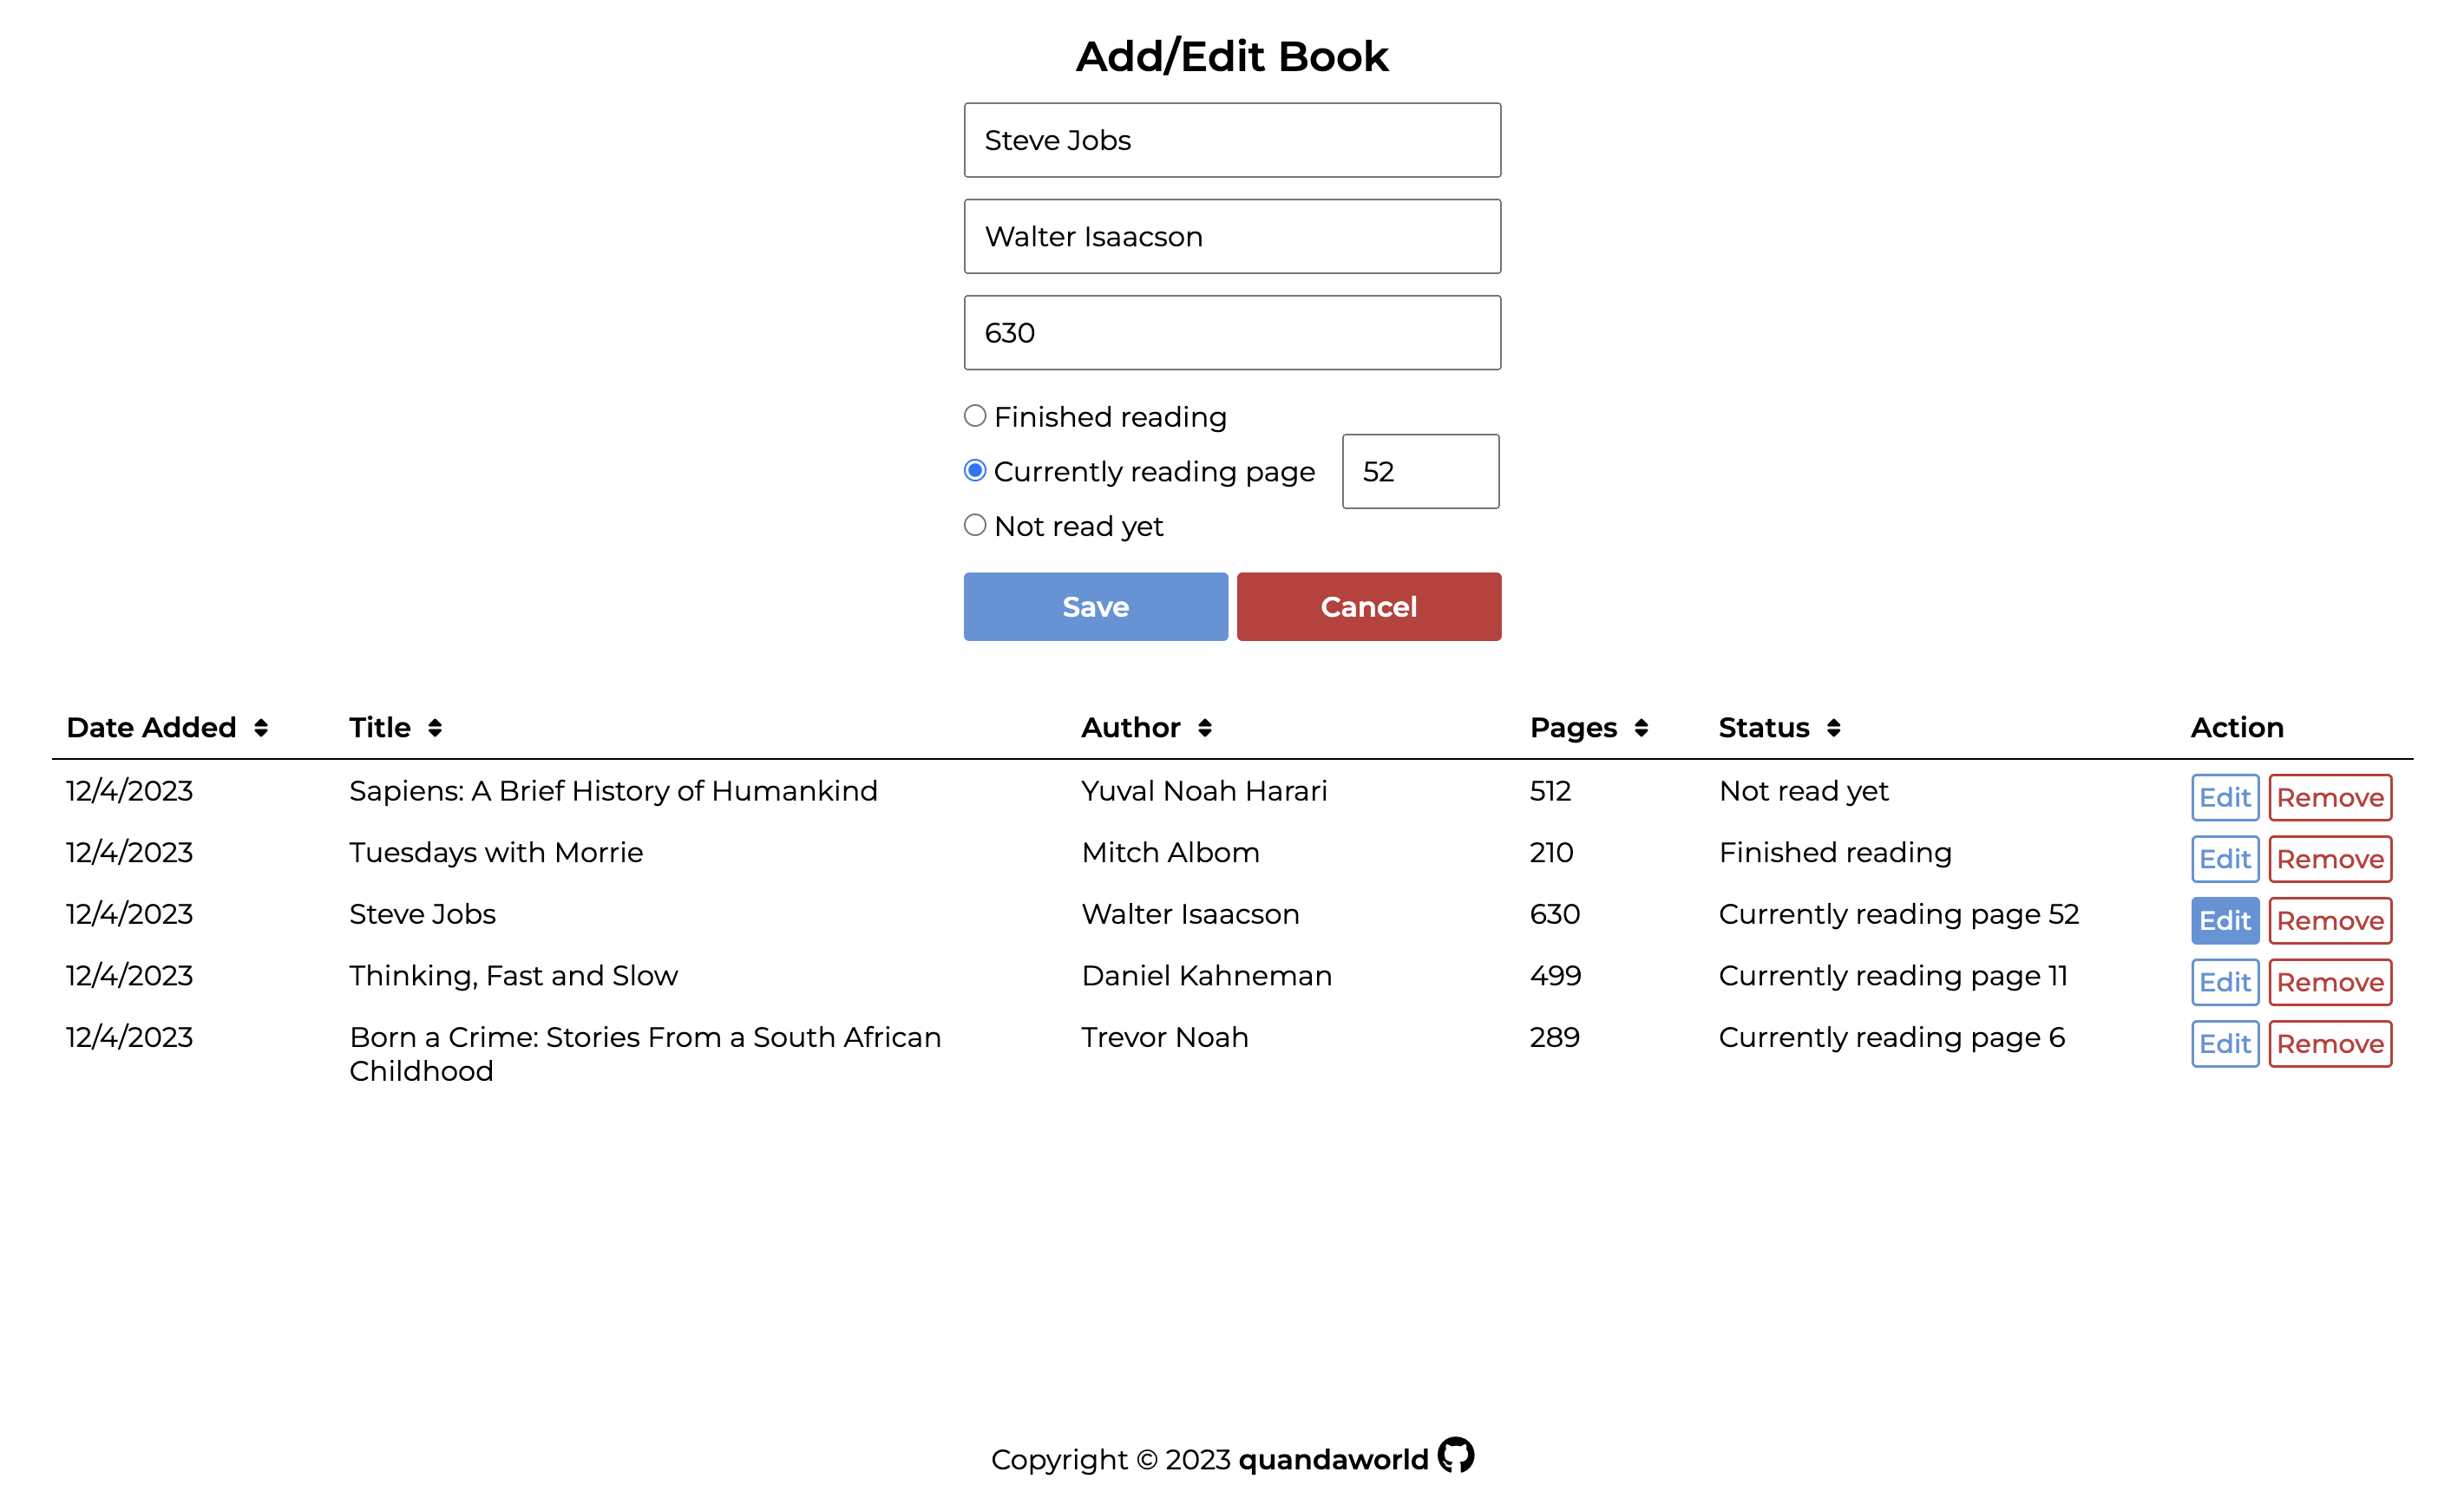 Add/Edit Book
Steve Jobs
Walter Isaacson
630
Finished reading
Currently reading page 52
Not read yet
Save Cancel
Date Added Title Author Pages Status Action
12/4/2023 Sapiens: A Brief History of Humankind Yuval Noah Harari 512 Not read yet Edit Remove
12/4/2023 Tuesdays with Morrie Mitch Albom 210 Finished reading Edit Remove
12/4/2023 Steve Jobs Walter Isaacson 630 Currently reading page 52 Edit Remove
12/4/2023 Thinking, Fast and Slow Daniel Kahneman 499 Currently reading page 11 Edit Remove
12/4/2023 Born a Crime: Stories From a South African Trevor Noah 289 Currently reading page 6 Edit Remove
Childhood
Copyright © 2023 quandaworld